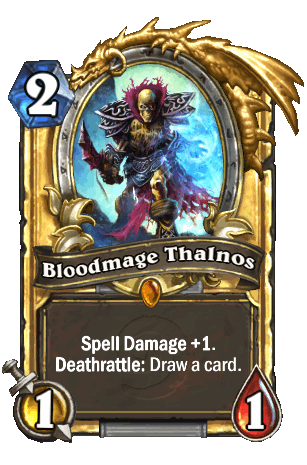 2
Bloodmage Thalnos
Spell Damage +1.
Deathrattle: Draw a card.
1
1